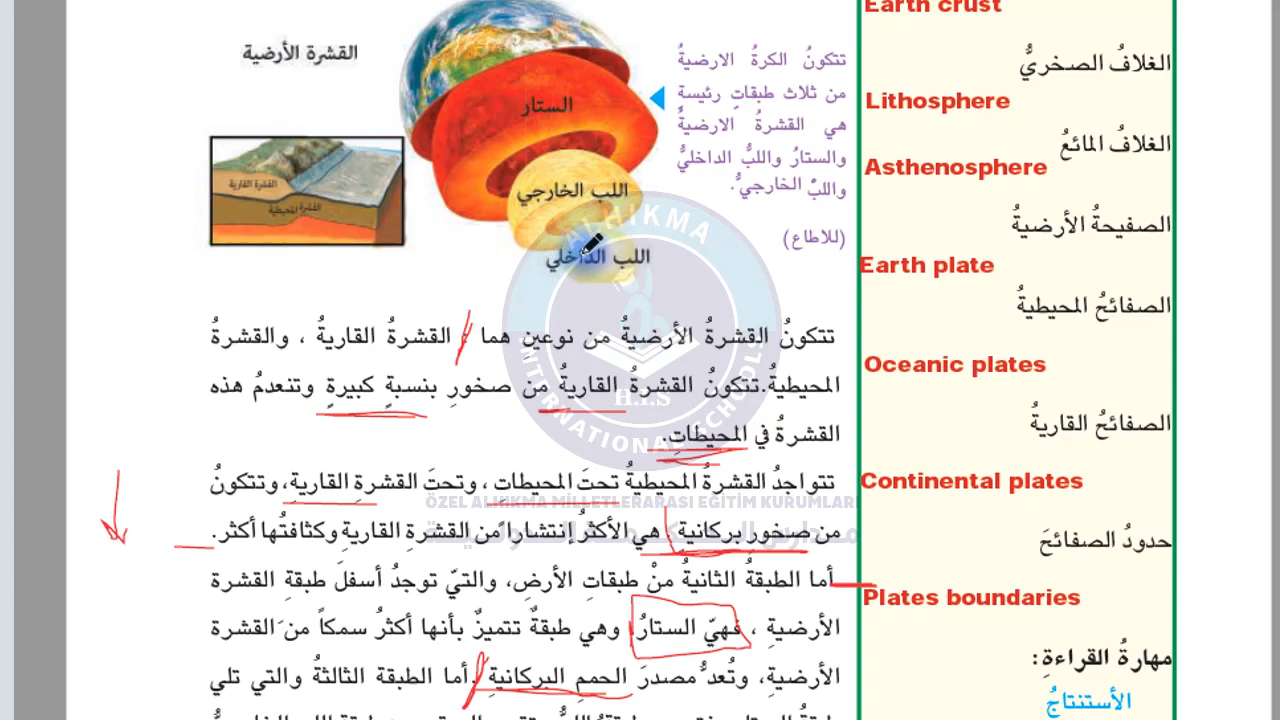 Earth crust
الغلافُ الصخريُّ
Lithosphere
الغلافُ المائعُ
Asthenosphere
الصفيحةُ الأرضيةُ
Earth plate
الصفائحُ المحيطيةُ
Oceanic plates
الصفائحُ القاريةُ
Continental plates
حدودُ الصفائحَ
Plates boundaries
مهارةُ القراءةِ:
الأستنتاجُ
تتكونُ الكرةُ الارضيةُ
من ثلاث طبقاتٍ رئيسةٍ
هي القشرةُ الارضيةُ
والستارُ واللبُّ الداخليُّ
واللبٌ الخارجيُّ.
(للاطاع)
القشرة الأرضية
الستار
اللب الخارجي
اللب الداخلي
القشرة القارية
القشرة المحيطية
تتكونُ القشرةُ الأرضيةُ من نوعينِ هما القشرةُ القاريةُ ، والقشرةُ
المحيطيةُ.تتكونُ القشرةُ القاريةُ من صخورِ بنسبةٍ كبيرةٍ وتنعدمُ هذه
القشرةُ في المحيطاتِ.
تتواجدُ القشرةُ المحيطيةُ تحتَ المحيطاتِ ، وتحتَ القشرةِ القاريةِ، وتتكونُ
من صخورِ بركانيةِ هي الأكثرُ إنتشاراً من القشرةِ القاريةِ وكثافتُها أكثر.
أما الطبقةُ الثانيةُ منْ طبقاتِ الأرضِ، والتيّ توجدُ أسفلَ طبقةِ القشرة
الأرضيةِ ، فهيّ الستارُ وهي طبقةٌ تتميزٌ بأنها أكثرُ سمكاً منَ القشرة
الأرضيةِ، وتُعدُّ مصدرَ الحممِ البركانيةِ .أما الطبقة الثالثةُ والتي تلي
ALHIKMA
INTERNATIONAL SCHOOLS
H.I.S
ÖZEL ALHIKMA MİLLETLERARASI EĞİTİM KURUMLARI